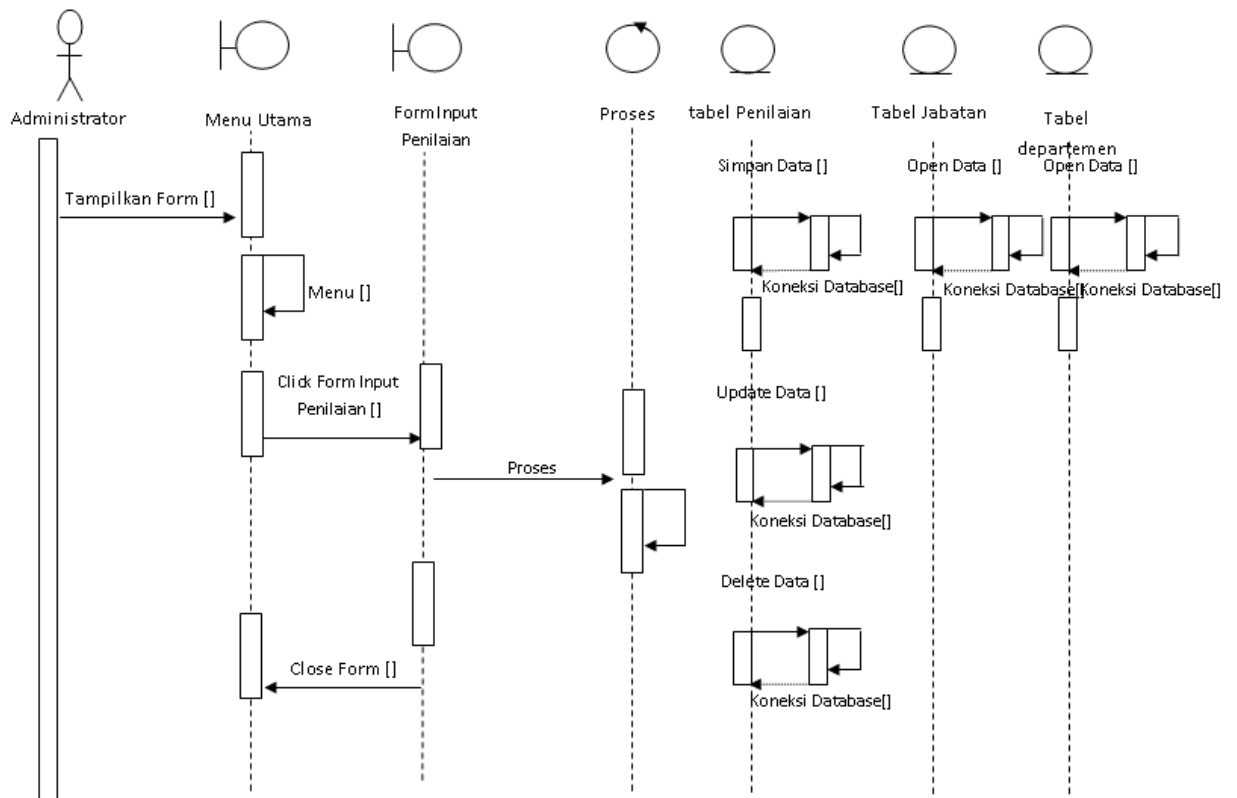 Administrator
Menu Utama
Form Input
Penilaian
Proses
tabel Penilaian
Tabel Jabatan
Tabel
departemen
Simpan Data []
Open Data []
Open Data []
Tampilkan Form []
Koneksi Database[]
Koneksi Database[]
Koneksi Database[]
Menu []
Click Form Input
Penilaian []
Update Data []
Proses
Koneksi Database[]
Delete Data []
Close Form []
Koneksi Database[]